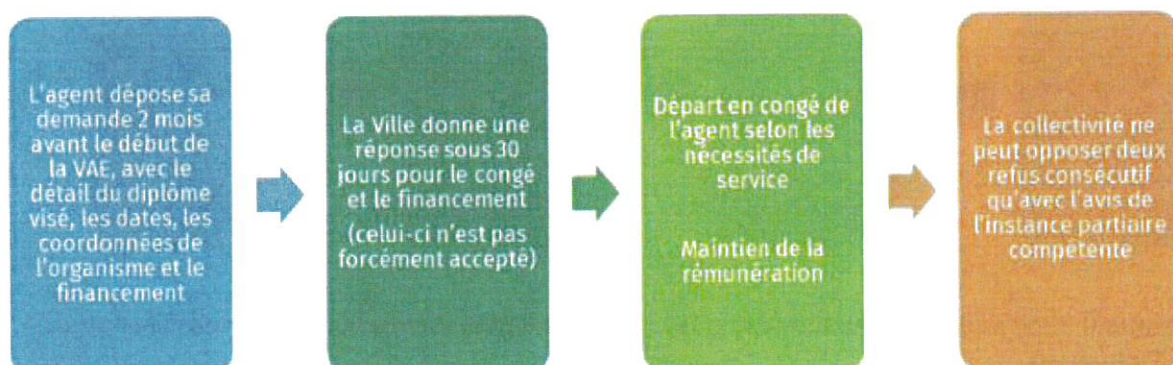 L'agent dépose sa
demande 2 mois
avant le début de
la VAE, avec le
détail du diplôme
visé, les dates, les
coordonnées de
l'organisme et le
financement
La Ville donne une
réponse sous 30
jours pour le congé
et le financement
(celui-ci n'est pas
forcément accepté)
Départ en congé de
l'agent selon les
nécessités de
service
Maintien de la
rémunération
La collectivité ne
peut opposer deux
refus consécutif
qu'avec l'avis de
l'instance partiaire
compétente